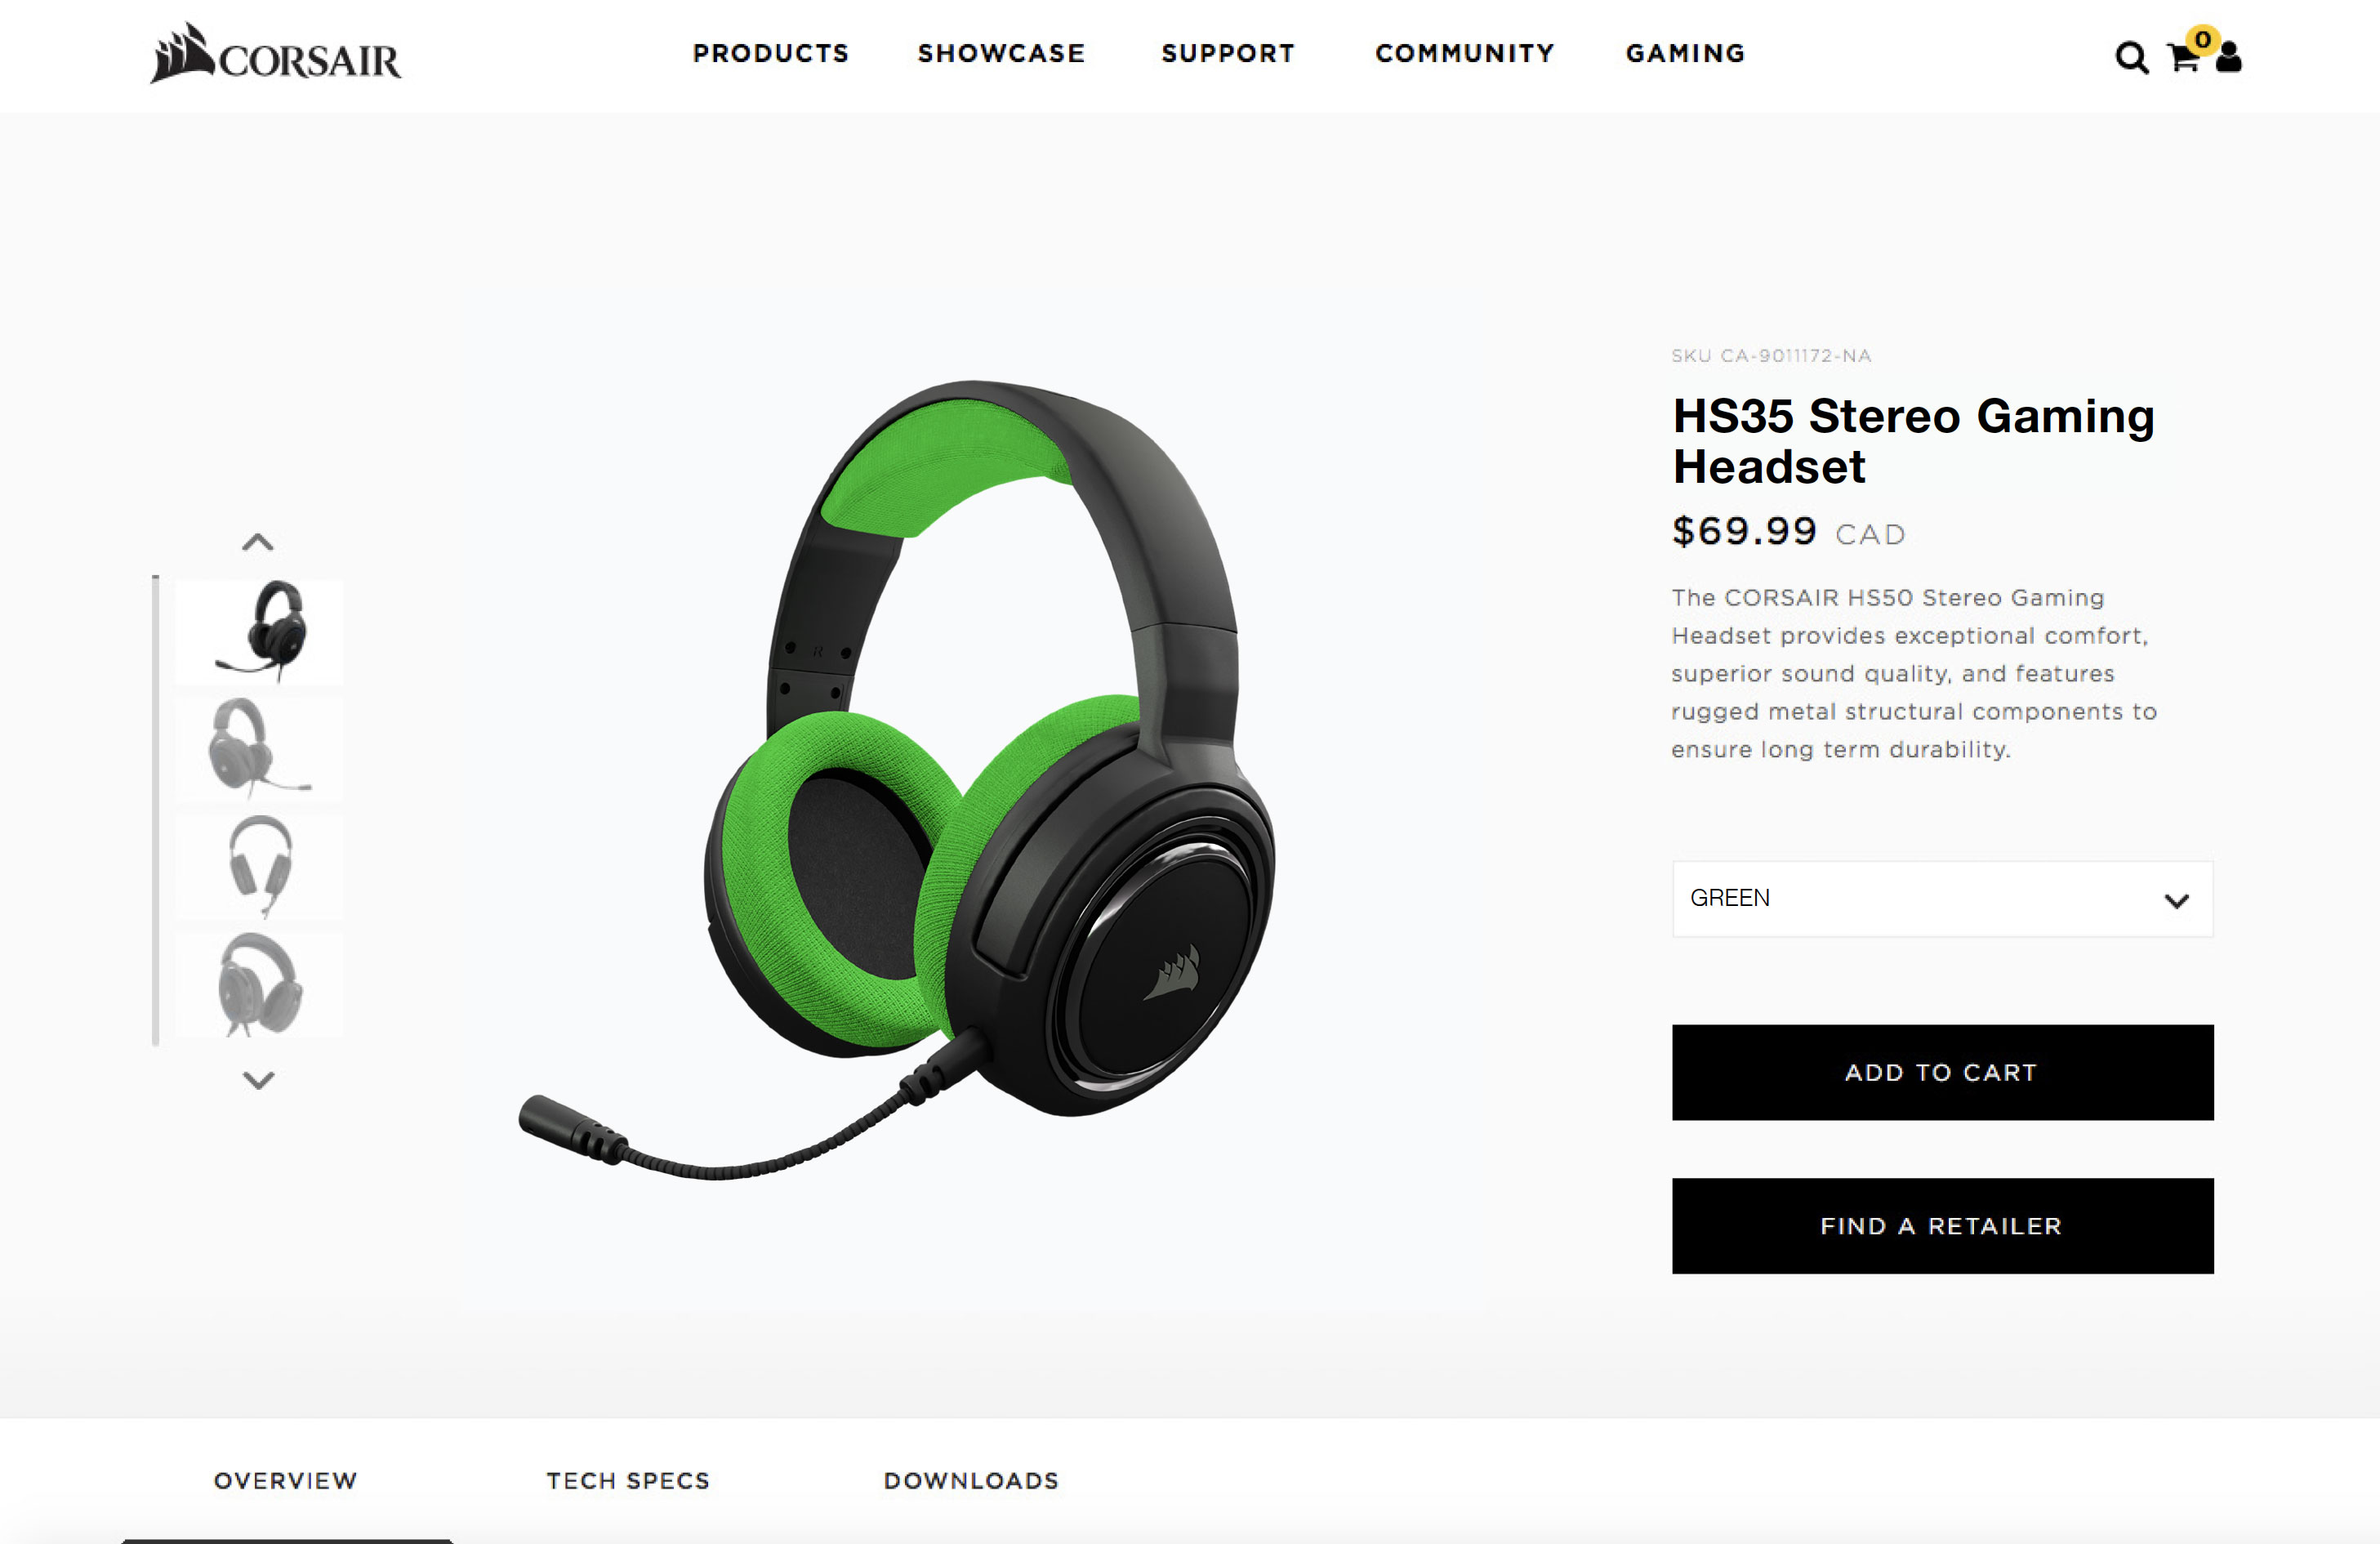 CORSAIR
PRODUCTS
SHOWCASE
SUPPORT
COMMUNITY
GAMING
0
SKU CA-9011172-NA
HS35 Stereo Gaming
Headset
$69.99 CAD
The CORSAIR HS50 Stereo Gaming
Headset provides exceptional comfort,
superior sound quality, and features
rugged metal structural components to
ensure long term durability.
R
GREEN
ADD TO CART
FIND A RETAILER
OVERVIEW
TECH SPECS
DOWNLOADS